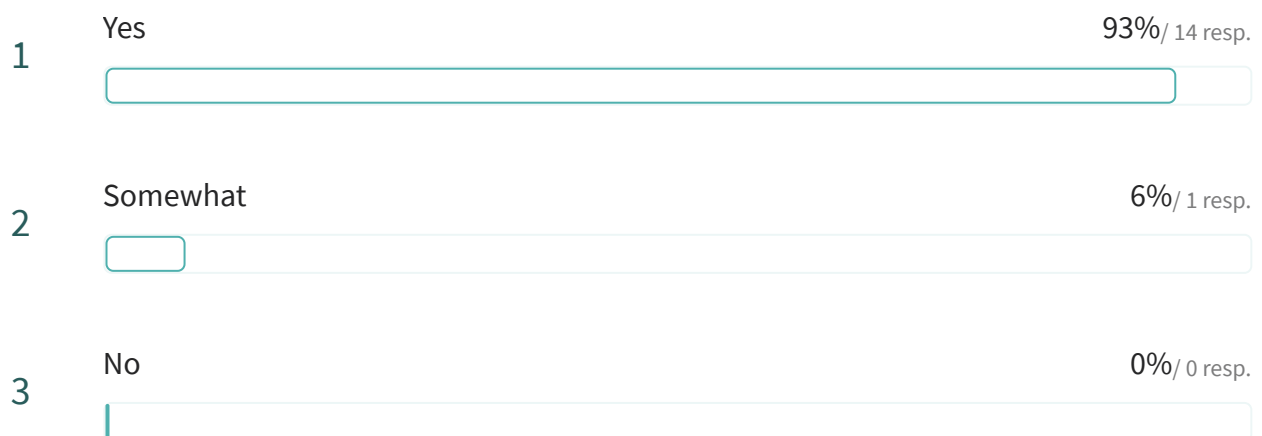 1 Yes 93% / 14 resp.
2 Somewhat 6% / 1 resp.
3 No 0% / 0 resp.